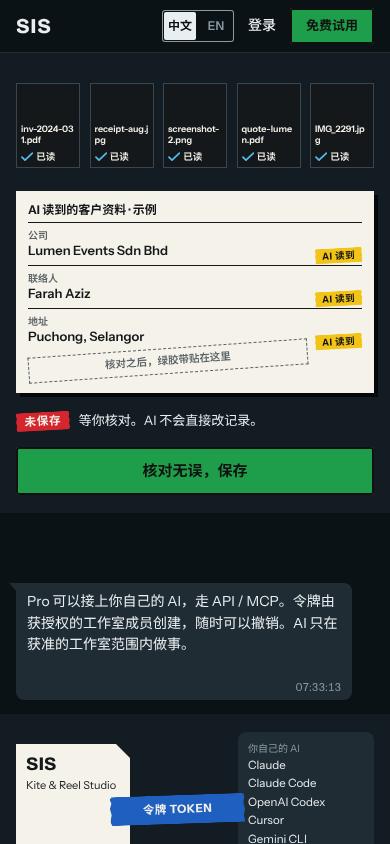 SIS
中文 EN 登录 免费试用
inv-2024-03
1.pdf
已读
receipt-aug.j
pg
已读
screenshot-
2.png
已读
quote-lume
n.pdf
已读
IMG_2291.jp
g
已读
AI 读到的客户资料·示例
公司
Lumen Events Sdn Bhd
AI 读到
联络人
Farah Aziz
AI 读到
地址
Puchong, Selangor
AI 读到
核对之后，绿胶带贴在这里
未保存 等你核对。AI 不会直接改记录。
核对无误，保存
Pro 可以接上你自己的 AI，走 API / MCP。令牌由
获授权的工作室成员创建，随时可以撤销。AI 只在
获准的工作室范围内做事。
07:33:13
SIS
Kite & Reel Studio
令牌 TOKEN
你自己的 AI
Claude
Claude Code
OpenAI Codex
Cursor
Gemini CLI